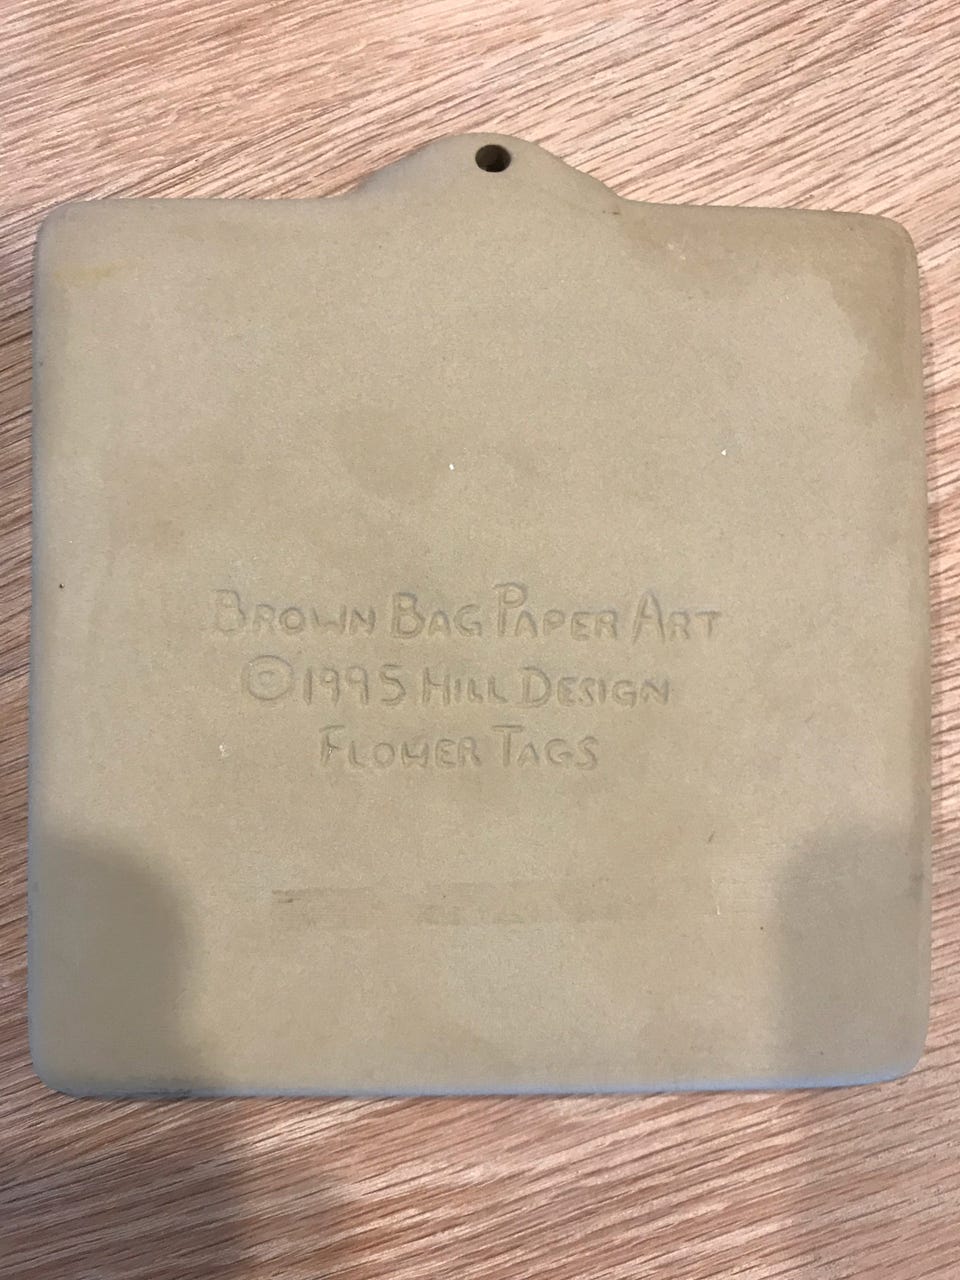 Brown Bag Paper Art
©1995 Hill Design
Flower Tags